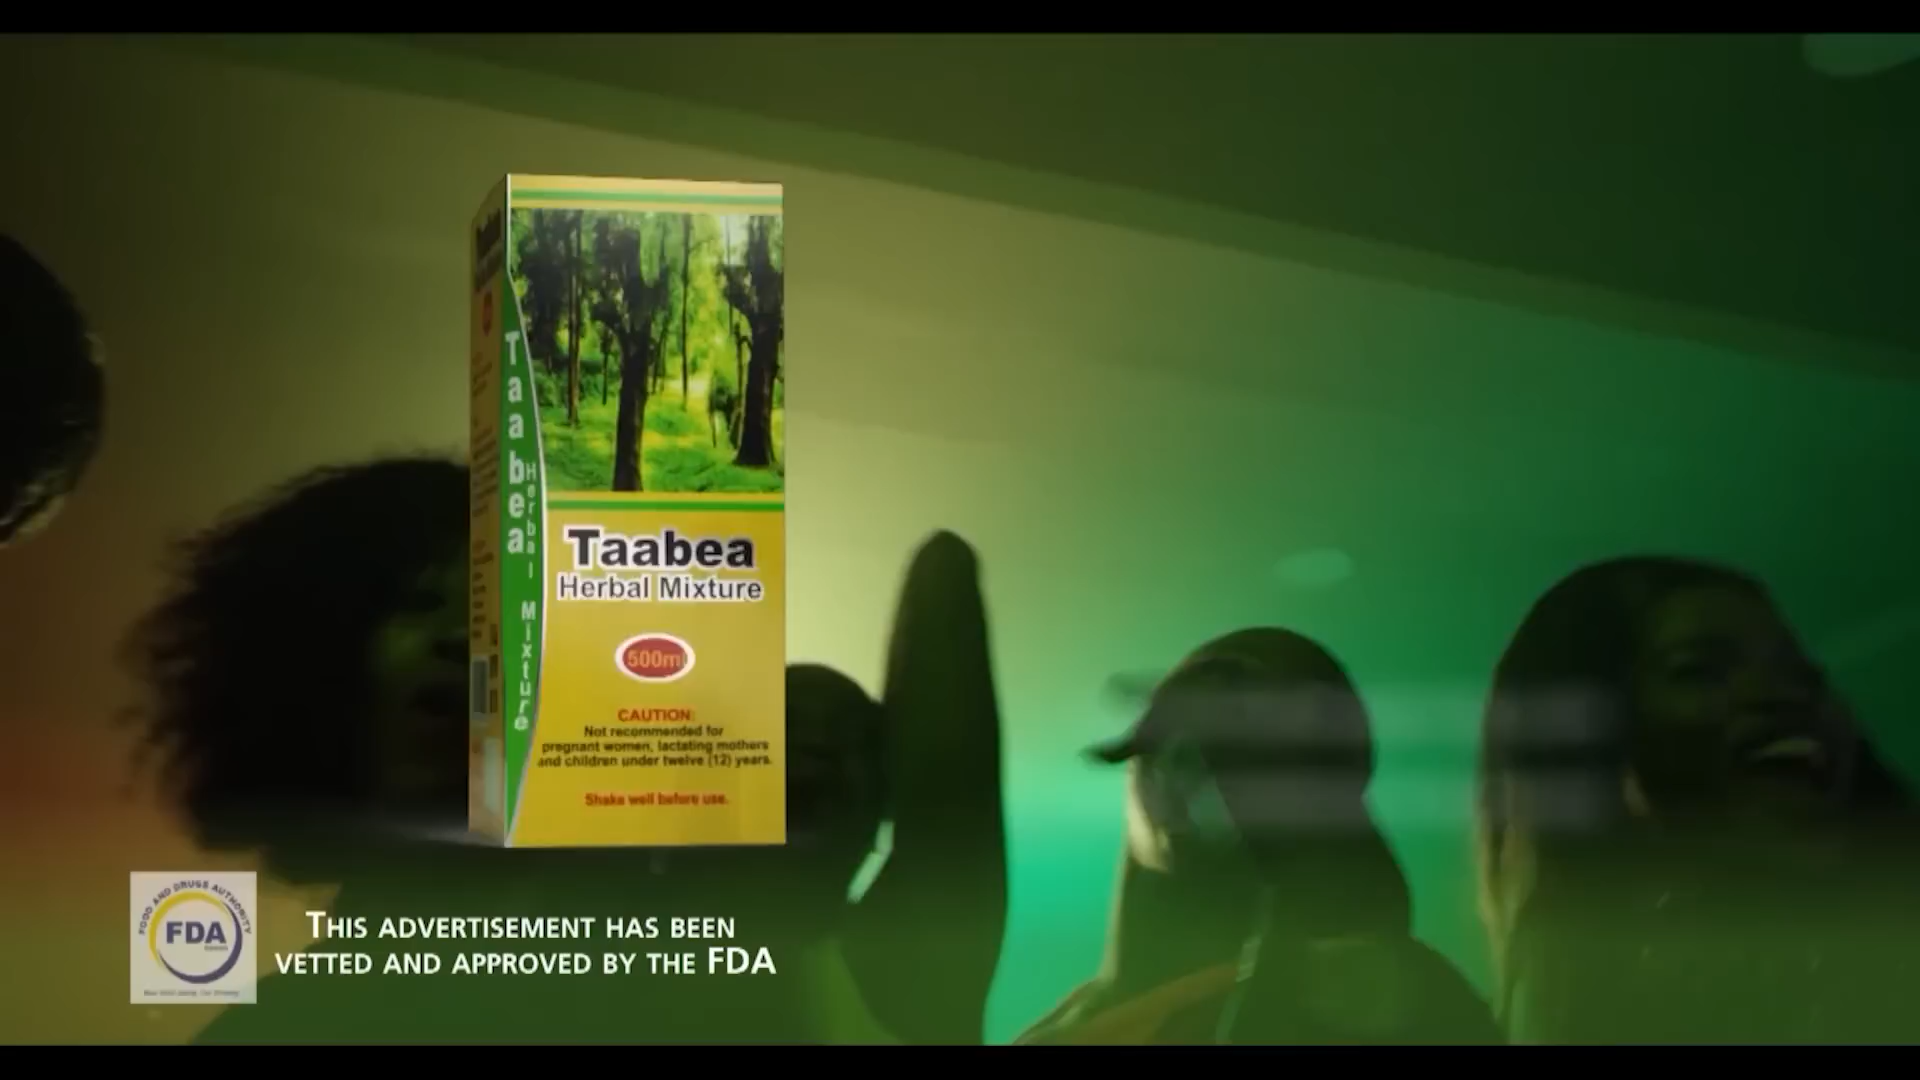 Taabea
Herbal Mixture
Taabea
Herbal Mixture
500ml
CAUTION:
Not recommended for
pregnant women, lactating mothers
and children under twelve (12) years.
Shake well before use.
FOOD AND DRUGS AUTHORITY
FDA
THIS ADVERTISEMENT HAS BEEN
VETTED AND APPROVED BY THE FDA